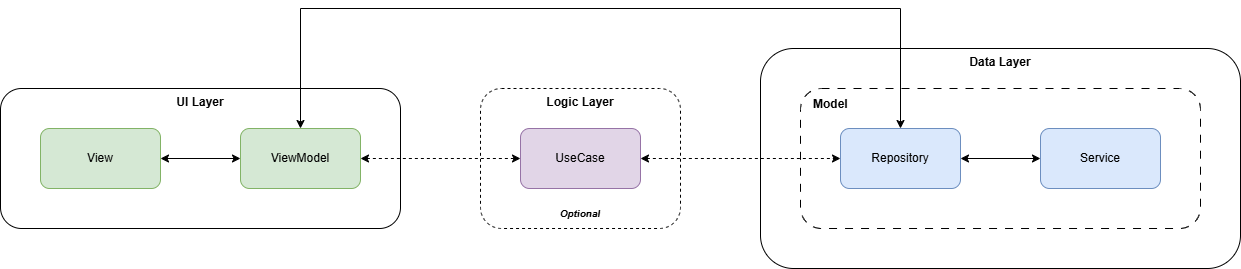 Data Layer
UI Layer
Logic Layer
Model
View
ViewModel
UseCase
Repository
Service
Optional